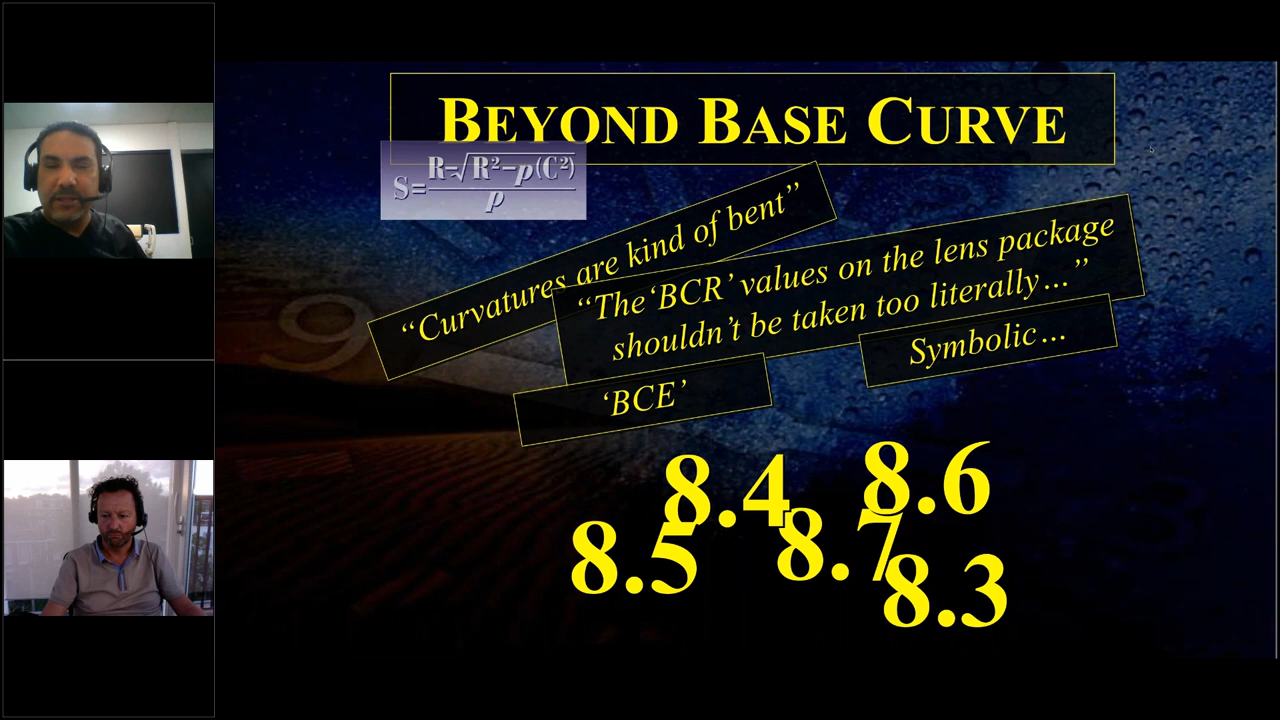 BEYOND BASE CURVE
S=R-√R²-p(C²)
p
“Curvatures are kind of bent”
“The ‘BCR’ values on the lens package
shouldn’t be taken too literally…”
Symbolic…
‘BCE’
8.4
8.6
8.5
8.7
8.3
9